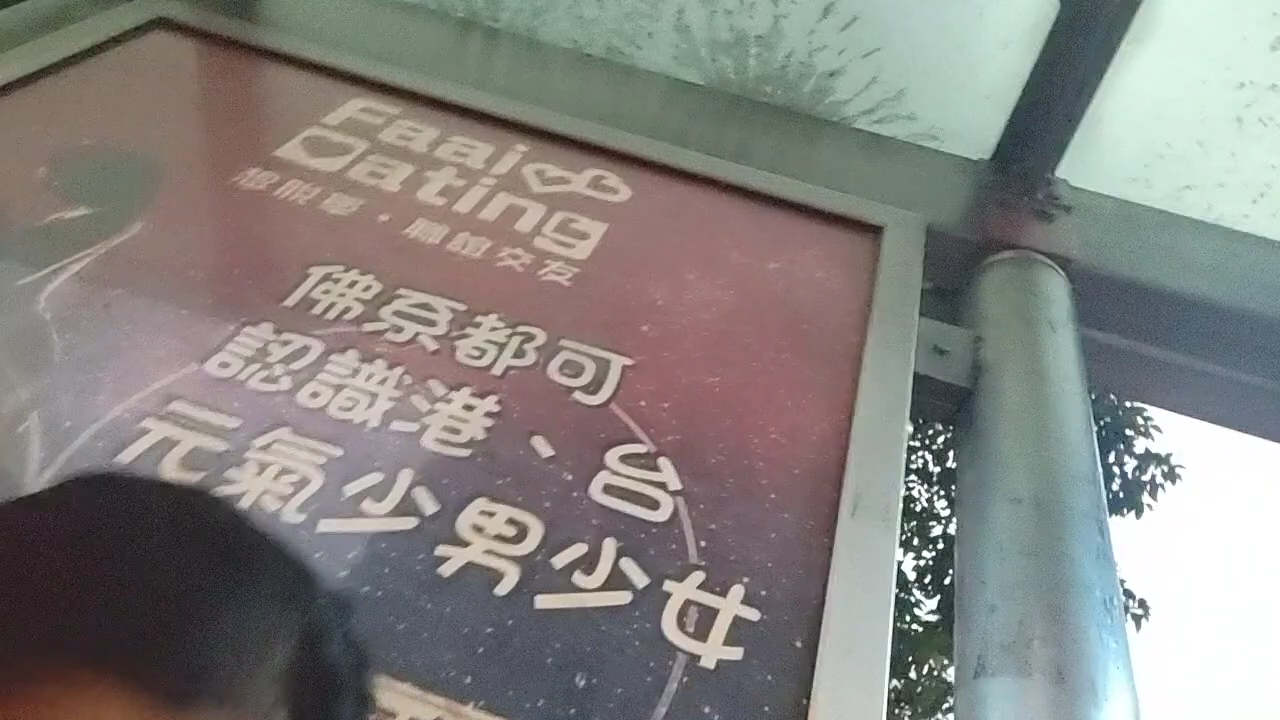 Faai
Dating
想脫單・聯誼交友
佛系都可
認識港、台
元氣少男少女